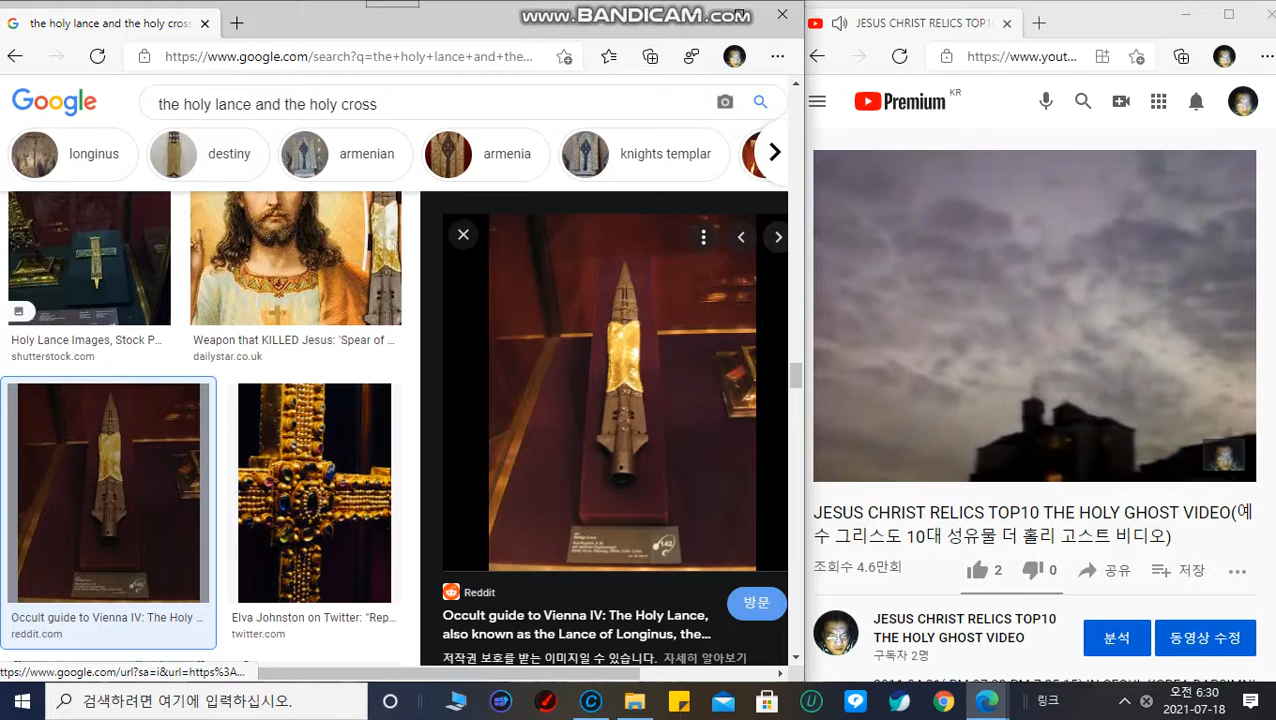 www.BANDICAM.com
the holy lance and the holy cross
https://www.google.com/search?q=the+holy+lance+and+the...
Google
the holy lance and the holy cross
longinus
destiny
armenian
armenia
knights templar
Holy Lance Images, Stock P...
shutterstock.com
Weapon that KILLED Jesus: 'Spear of ...
dailystar.co.uk
Occult guide to Vienna IV: The Holy ...
reddit.com
Elva Johnston on Twitter: "Rep...
twitter.com
142
Reddit
방문
Occult guide to Vienna IV: The Holy Lance,
also known as the Lance of Longinus, the...
저작권 보호를 받는 이미지일 수 있습니다. 자세히 알아보기
https://www.google.com/url?sa=i&url=https%3A...
JESUS CHRIST RELICS TOP1
https://www.yout...
Premium KR
JESUS CHRIST RELICS TOP10 THE HOLY GHOST VIDEO(예
수 그리스도 10대 성유물 더 홀리 고스트 비디오)
조회수 4.6만회
2
0
공유
저장
JESUS CHRIST RELICS TOP10
THE HOLY GHOST VIDEO
구독자 2명
분석
동영상 수정
검색하려면 여기에 입력하십시오.
링크
오전 6:30
2021-07-18